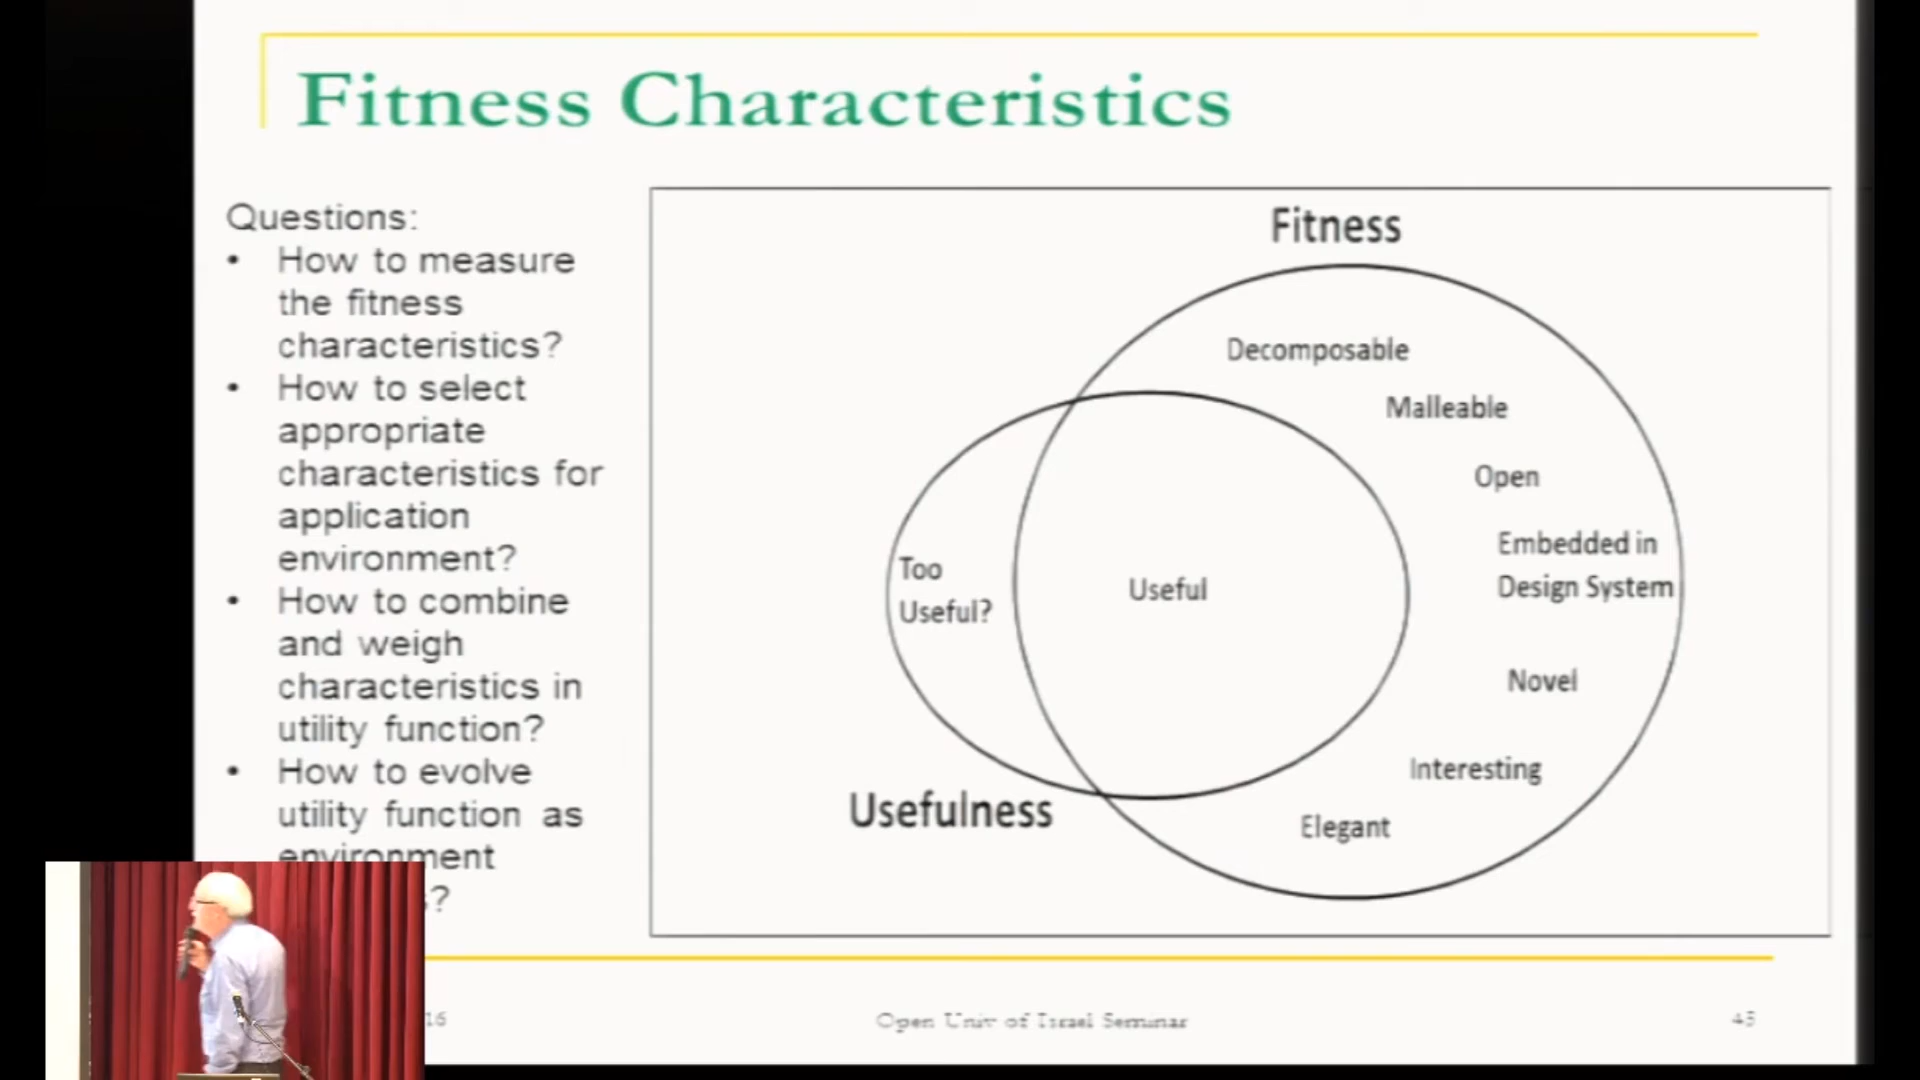 Fitness Characteristics
Questions:
• How to measure
the fitness
characteristics?
• How to select
appropriate
characteristics for
application
environment?
• How to combine
and weigh
characteristics in
utility function?
• How to evolve
utility function as
environment
?
Fitness
Decomposable
Malleable
Open
Embedded in
Design System
Novel
Interesting
Elegant
Too
Useful?
Useful
Usefulness
16
Open Univ of Israel Seminar